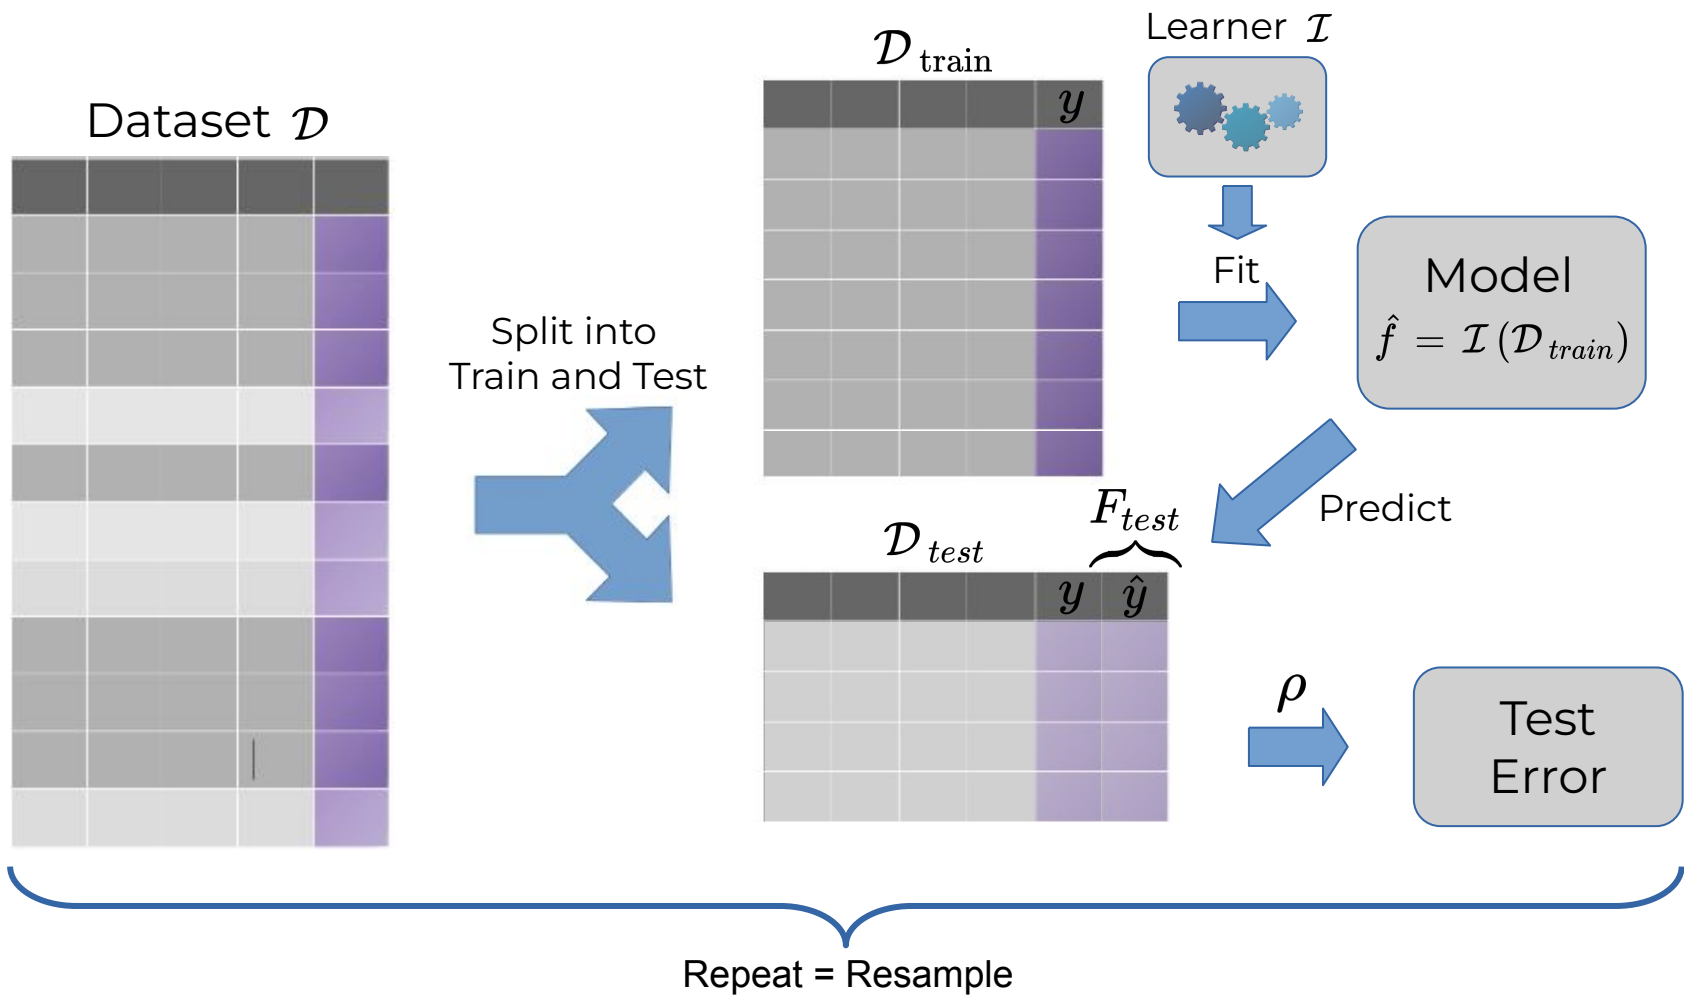 Dataset 𝒟
Split into
Train and Test
𝒟 train
y
Learner ℐ
Fit
Model
f̂ = ℐ(𝒟 train)
Predict
𝒟 test
F test
y ŷ
ρ
Test
Error
Repeat = Resample